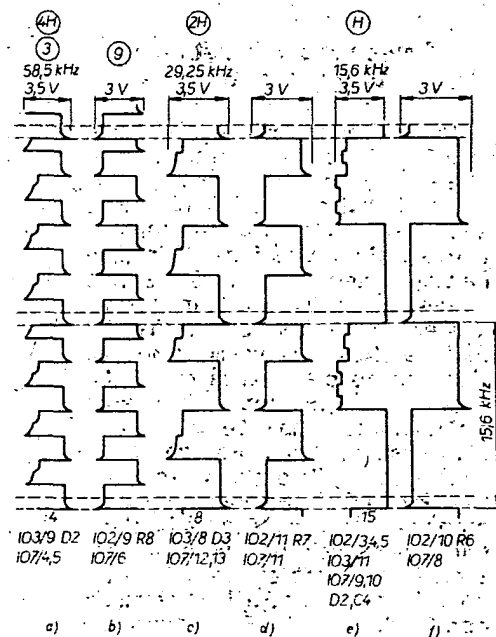 4H 2H H
3 9
58,5 kHz 29,25 kHz 15,6 kHz
3,5 V 3 V 3,5 V 3 V 3,5 V 3 V
15,6 kHz
4 8 15
IO3/9 D2 IO2/9 R8 IO3/8 D3 IO2/11 R7 IO2/3,4,5 IO2/10 R6
IO7/4,5 IO7/6 IO7/12,13 IO7/11 IO3/11 IO7/8
IO7/9,10
D2,C4
a) b) c) d) e) f)